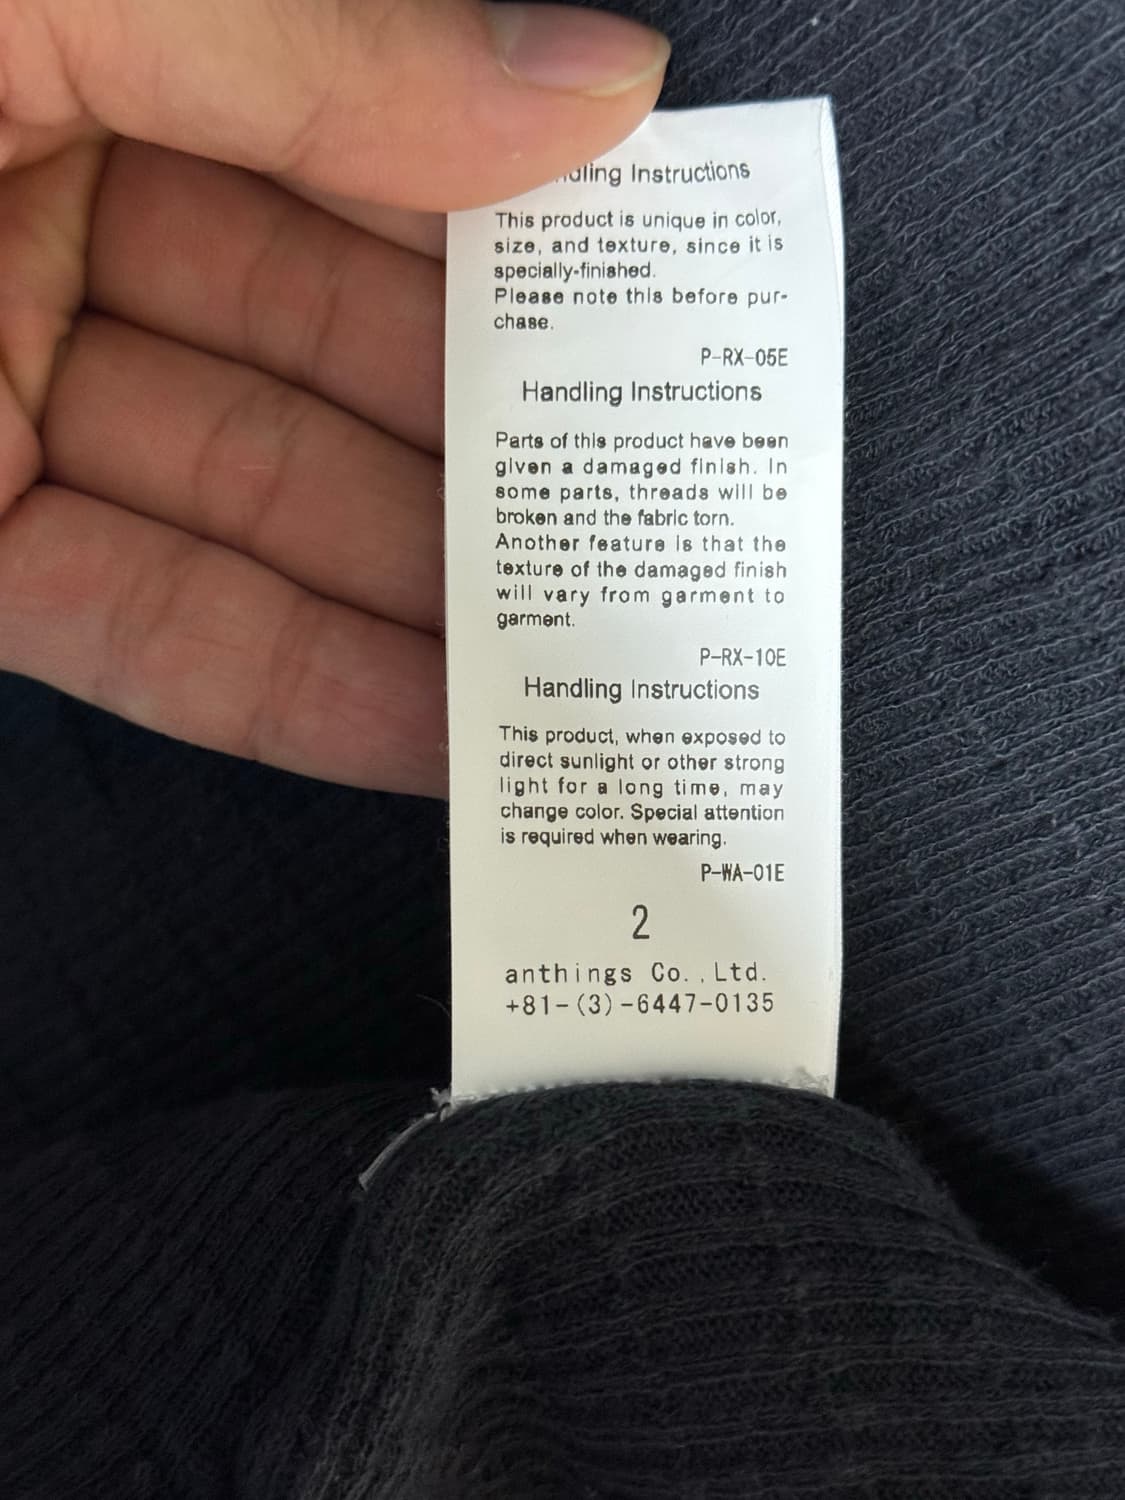 Instructions
This product is unique in color,
size, and texture, since it is
specially-finished.
Please note this before pur-
chase.
P-RX-05E
Handling Instructions
Parts of this product have been
given a damaged finish. In
some parts, threads will be
broken and the fabric torn.
Another feature is that the
texture of the damaged finish
will vary from garment to
garment.
P-RX-10E
Handling Instructions
This product, when exposed to
direct sunlight or other strong
light for a long time, may
change color. Special attention
is required when wearing.
P-WA-01E
2
anthings Co.,Ltd.
+81-(3)-6447-0135